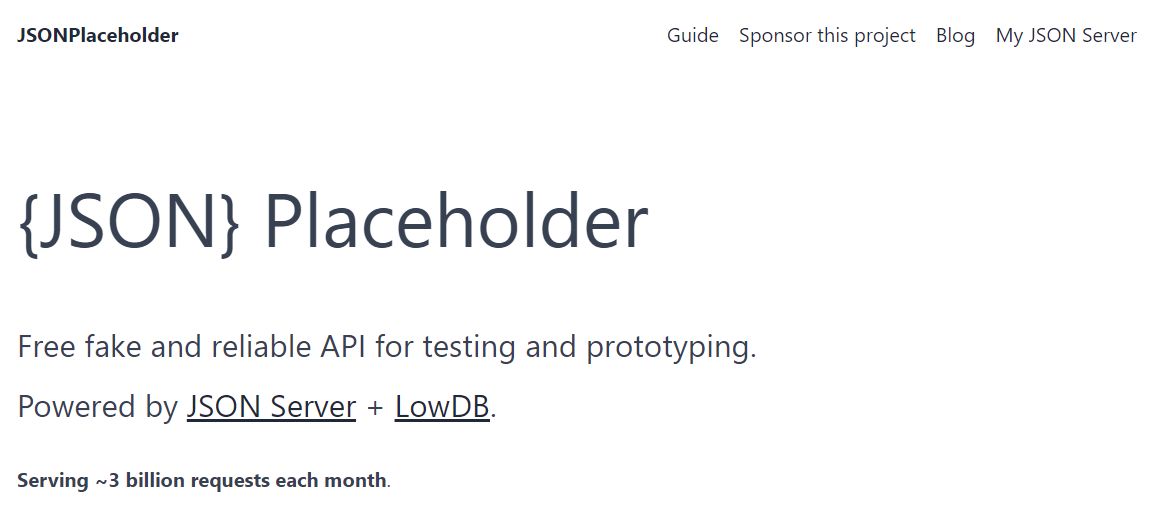 JSONPlaceholder
Guide Sponsor this project Blog My JSON Server
{JSON} Placeholder
Free fake and reliable API for testing and prototyping.
Powered by JSON Server + LowDB.
Serving ~3 billion requests each month.